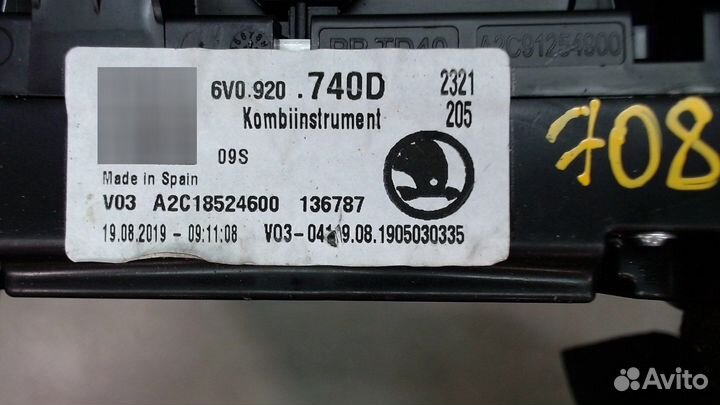 A2C91254900
6V0.920 .740D 2321
Kombiinstrument 205
09S
Made in Spain
V03 A2C18524600 136787
19.08.2019 - 09:11:08 V03-04 9.08.1905030335
708
Avito